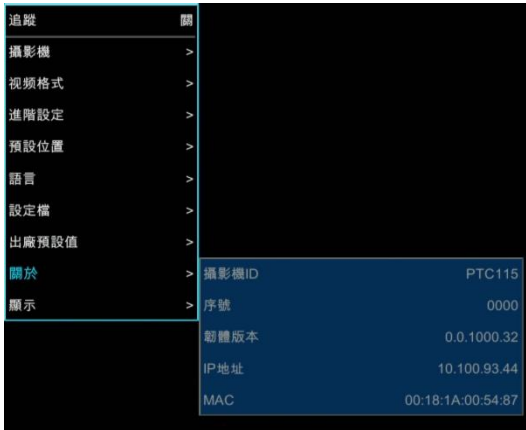 追蹤 關
攝影機 >
视频格式 >
進階設定 >
預設位置 >
語言 >
設定檔 >
出廠預設值 >
關於 >
顯示 >
攝影機ID PTC115
序號 0000
韌體版本 0.0.1000.32
IP地址 10.100.93.44
MAC 00:18:1A:00:54:87